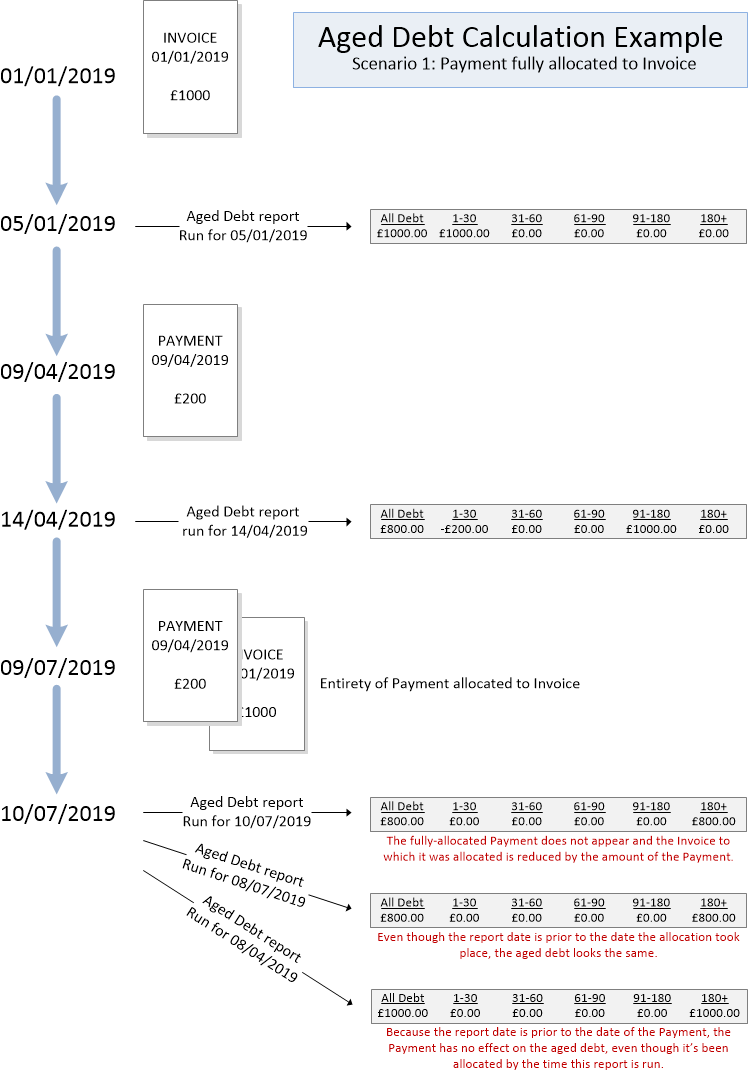 Aged Debt Calculation Example
Scenario 1: Payment fully allocated to Invoice
01/01/2019
INVOICE
01/01/2019
£1000
05/01/2019
Aged Debt report
Run for 05/01/2019
All Debt 1-30 31-60 61-90 91-180 180+
£1000.00 £1000.00 £0.00 £0.00 £0.00 £0.00
09/04/2019
PAYMENT
09/04/2019
£200
14/04/2019
Aged Debt report
run for 14/04/2019
All Debt 1-30 31-60 61-90 91-180 180+
£800.00 -£200.00 £0.00 £0.00 £1000.00 £0.00
09/07/2019
PAYMENT
09/04/2019
£200
VOICE
01/2019
£1000
Entirety of Payment allocated to Invoice
10/07/2019
Aged Debt report
Run for 10/07/2019
All Debt 1-30 31-60 61-90 91-180 180+
£800.00 £0.00 £0.00 £0.00 £0.00 £800.00
The fully-allocated Payment does not appear and the Invoice to
which it was allocated is reduced by the amount of the Payment.
Aged Debt report
Run for 08/07/2019
All Debt 1-30 31-60 61-90 91-180 180+
£800.00 £0.00 £0.00 £0.00 £0.00 £800.00
Even though the report date is prior to the date the allocation took
place, the aged debt looks the same.
Aged Debt report
Run for 08/04/2019
All Debt 1-30 31-60 61-90 91-180 180+
£1000.00 £0.00 £0.00 £0.00 £0.00 £1000.00
Because the report date is prior to the date of the Payment, the
Payment has no effect on the aged debt, even though it's been
allocated by the time this report is run.